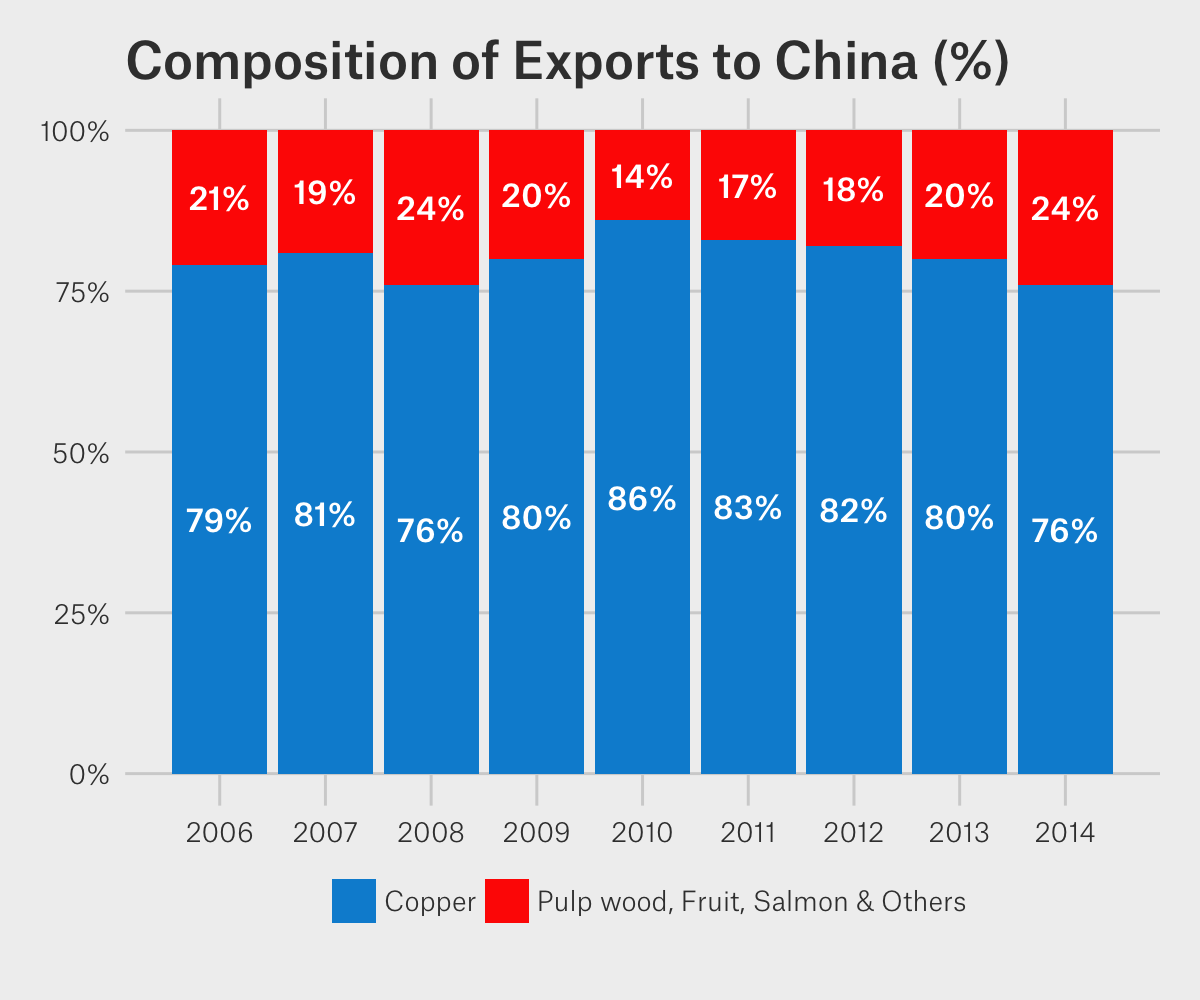 Composition of Exports to China (%)
100%
75%
50%
25%
0%
21% 19% 24% 20% 14% 17% 18% 20% 24%
79% 81% 76% 80% 86% 83% 82% 80% 76%
2006 2007 2008 2009 2010 2011 2012 2013 2014
Copper Pulp wood, Fruit, Salmon & Others